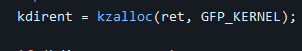 kdirent = kzalloc(ret, GFP_KERNEL);